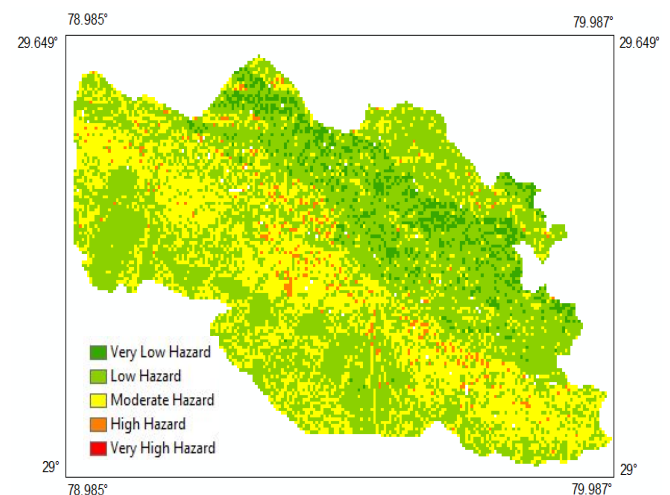 78.985°
79.987°
29.649°
29.649°
Very Low Hazard
Low Hazard
Moderate Hazard
High Hazard
Very High Hazard
29°
29°
78.985°
79.987°